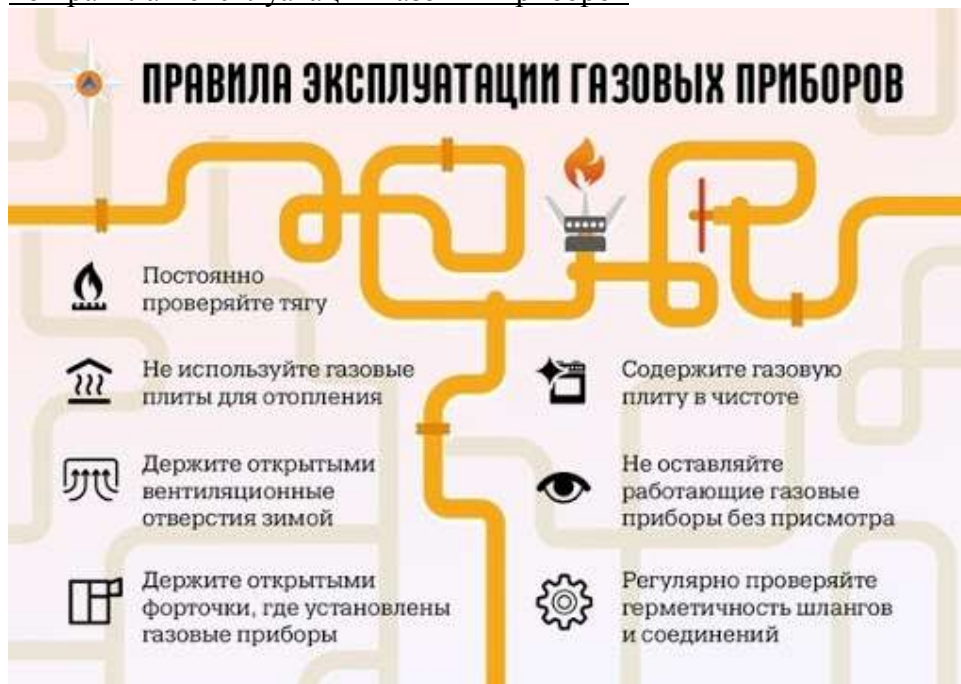 ПРАВИЛА ЭКСПЛУАТАЦИИ ГАЗОВЫХ ПРИБОРОВ
Постоянно
проверяйте тягу
Не используйте газовые
плиты для отопления
Держите открытыми
вентиляционные
отверстия зимой
Держите открытыми
форточки, где установлены
газовые приборы
Содержите газовую
плиту в чистоте
Не оставляйте
работающие газовые
приборы без присмотра
Регулярно проверяйте
герметичность шлангов
и соединений